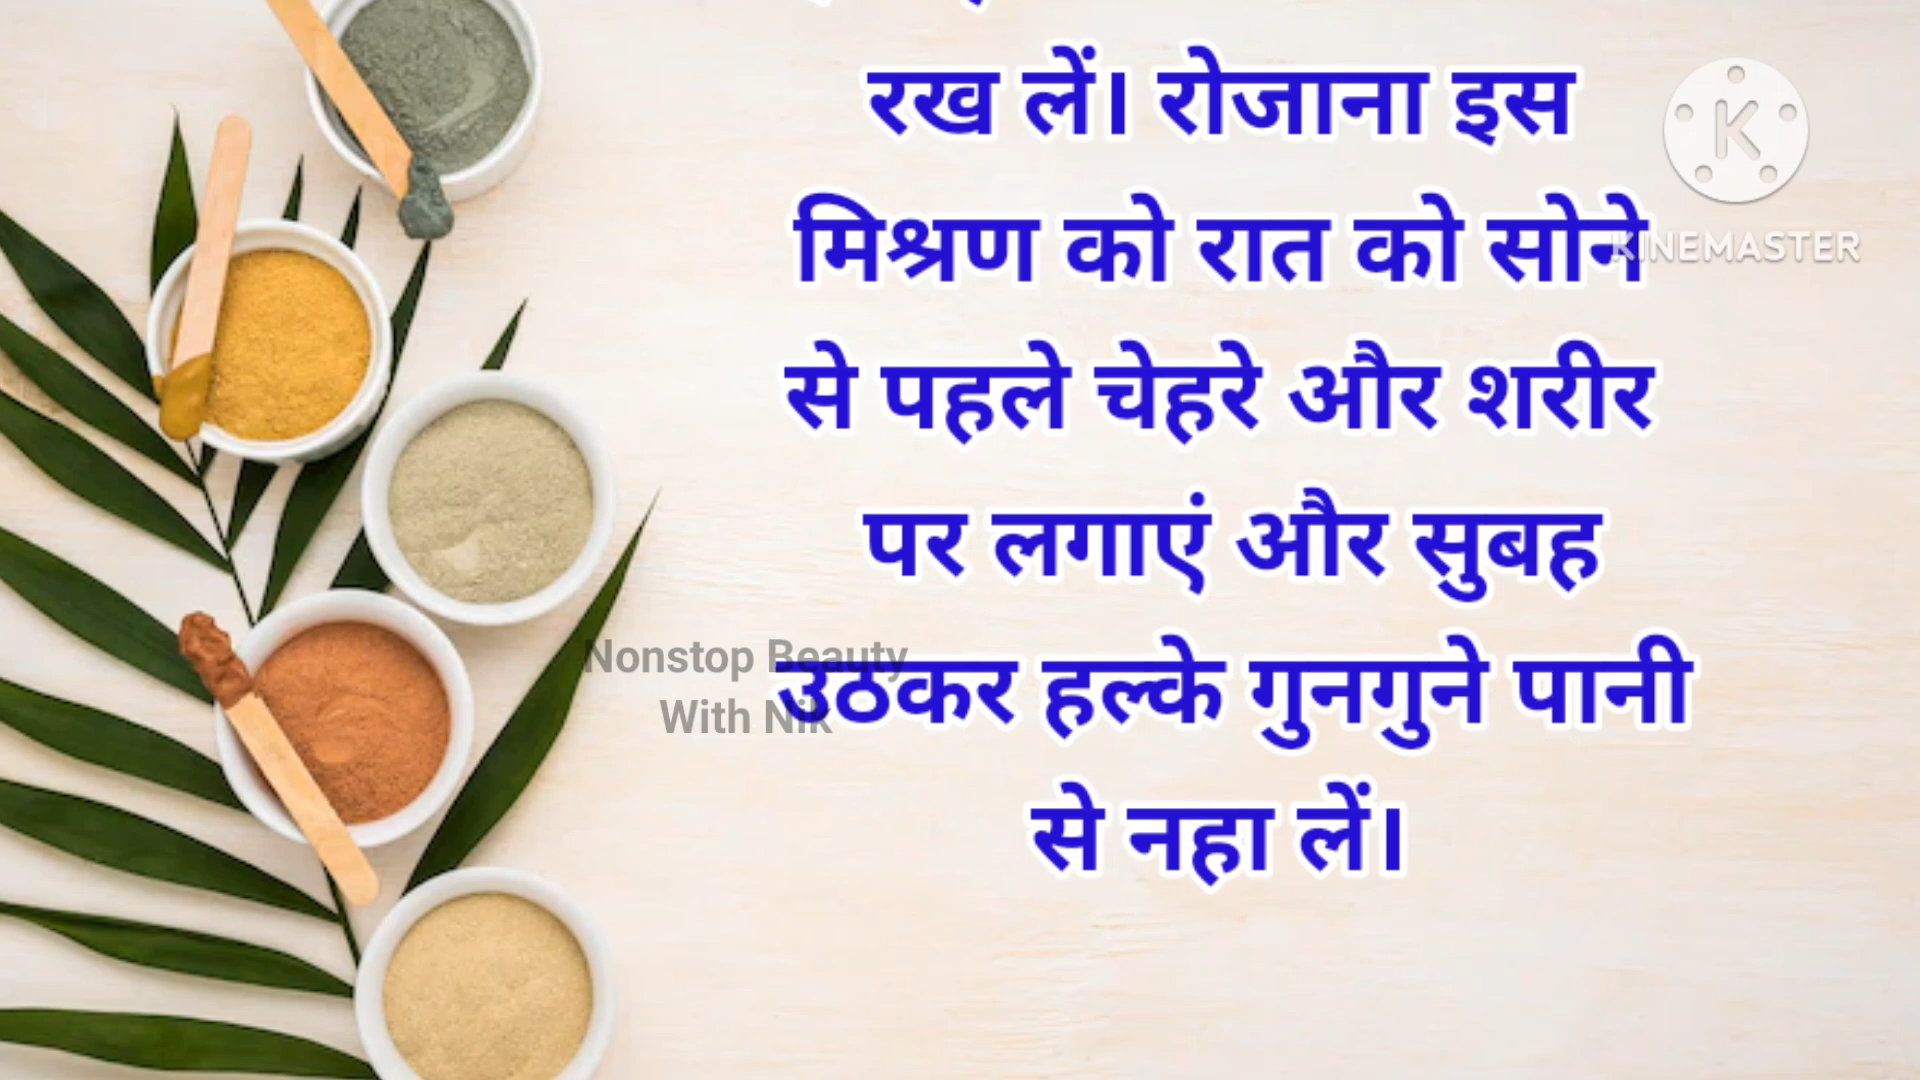 रख लें। रोजाना इस
मिश्रण को रात को सोने
से पहले चेहरे और शरीर
पर लगाएं और सुबह
उठकर हल्के गुनगुने पानी
से नहा लें।
K
KINEMASTER
Nonstop Beauty
With Nik